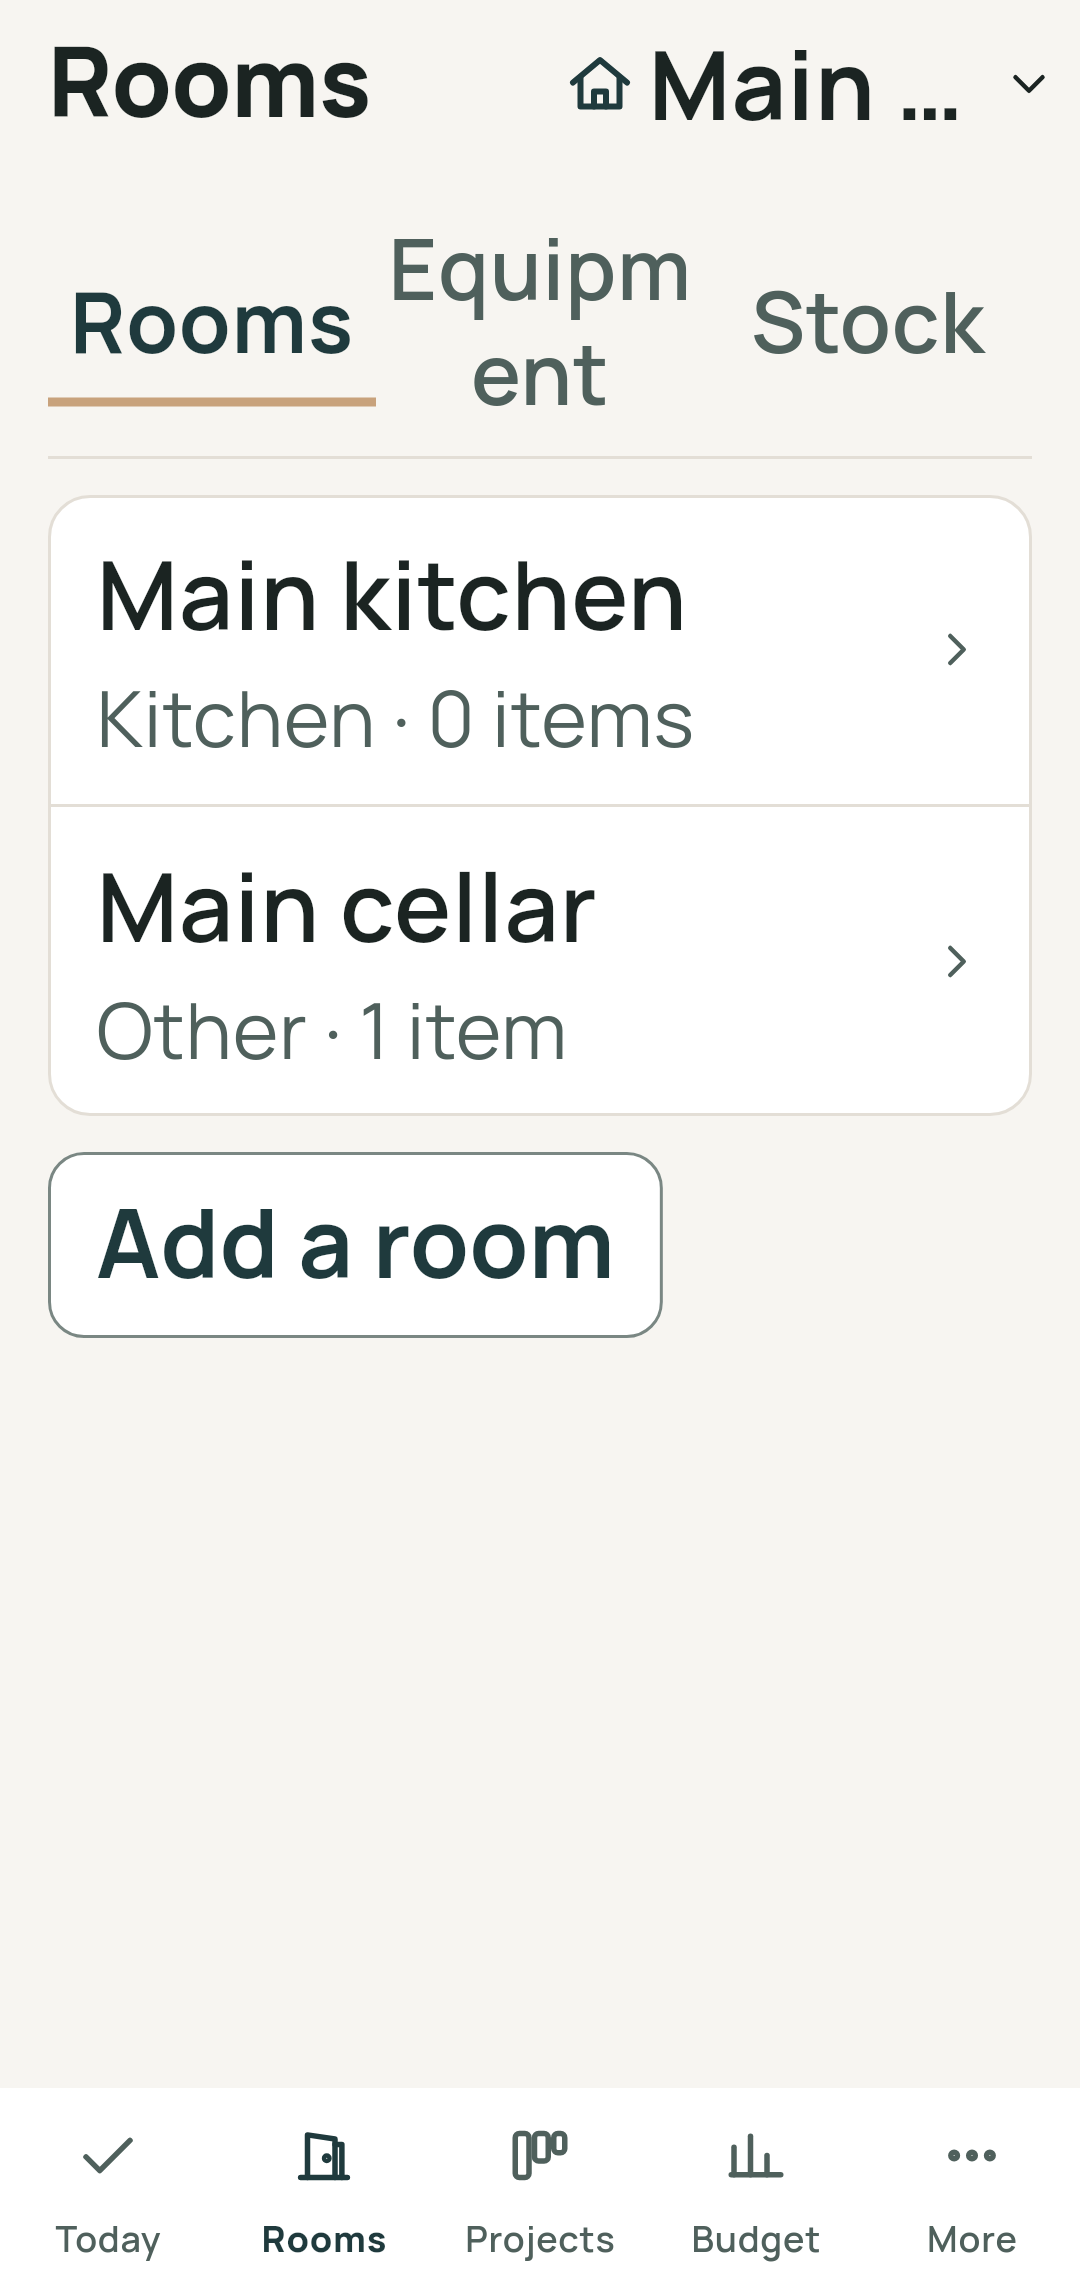 Rooms
Main ...
Rooms
Equipm
ent
Stock
Main kitchen
Kitchen · 0 items
Main cellar
Other · 1 item
Add a room
Today
Rooms
Projects
Budget
More